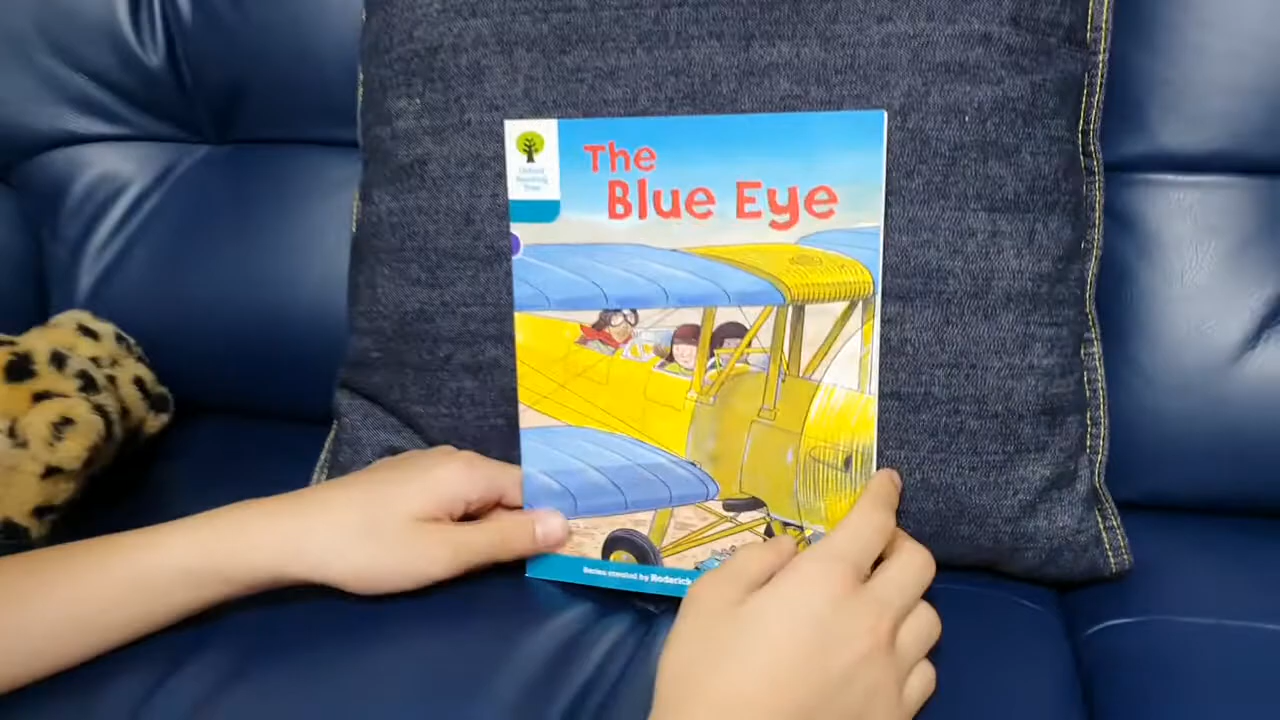 Oxford
Reading
Tree
The
Blue Eye
Series created by Roderick